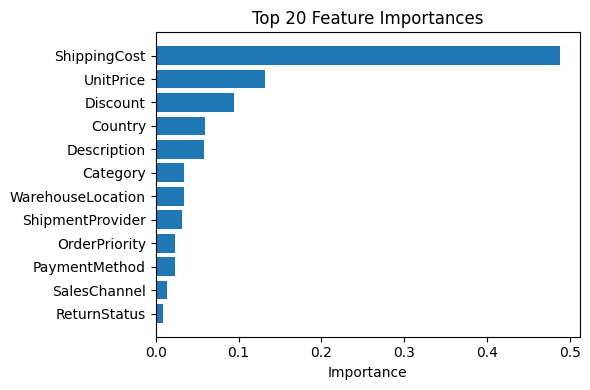 Top 20 Feature Importances
ShippingCost
UnitPrice
Discount
Country
Description
Category
WarehouseLocation
ShipmentProvider
OrderPriority
PaymentMethod
SalesChannel
ReturnStatus
0.0 0.1 0.2 0.3 0.4 0.5
Importance